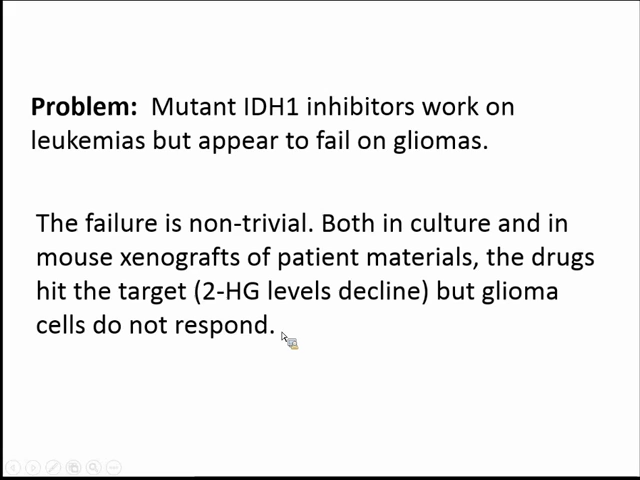 Problem: Mutant IDH1 inhibitors work on
leukemias but appear to fail on gliomas.
The failure is non-trivial. Both in culture and in
mouse xenografts of patient materials, the drugs
hit the target (2-HG levels decline) but glioma
cells do not respond.